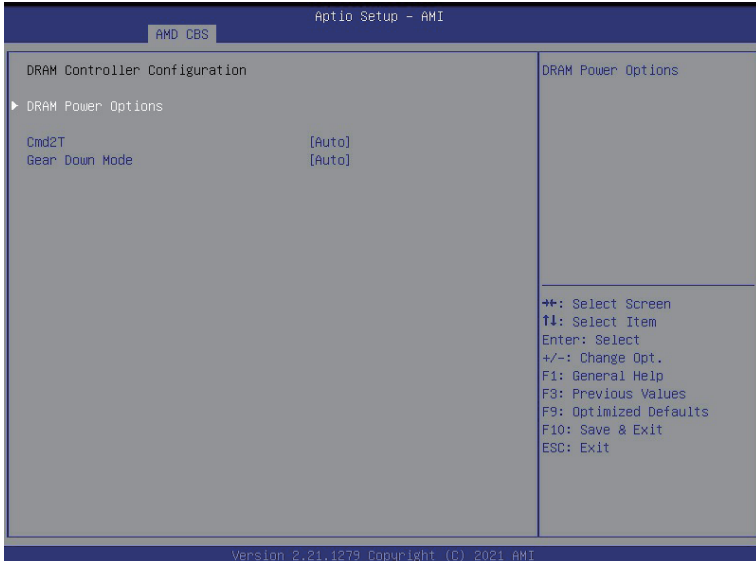 Aptio Setup – AMI
AMD CBS
DRAM Controller Configuration
▶ DRAM Power Options
Cmd2T [Auto]
Gear Down Mode [Auto]
DRAM Power Options
→←: Select Screen
↑↓: Select Item
Enter: Select
+/-: Change Opt.
F1: General Help
F3: Previous Values
F9: Optimized Defaults
F10: Save & Exit
ESC: Exit
Version 2.21.1279 Copyright (C) 2021 AMI